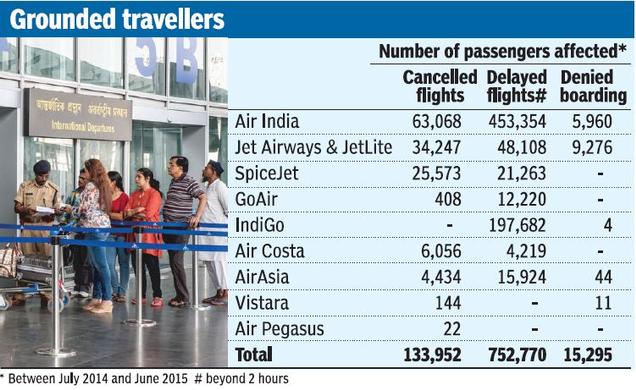 Grounded travellers
5 B
अन्तर्राष्ट्रीय प्रस्थान
International Departures
Number of passengers affected*
Cancelled flights Delayed flights# Denied boarding
Air India 63,068 453,354 5,960
Jet Airways & JetLite 34,247 48,108 9,276
SpiceJet 25,573 21,263 -
GoAir 408 12,220 -
IndiGo - 197,682 4
Air Costa 6,056 4,219 -
AirAsia 4,434 15,924 44
Vistara 144 - 11
Air Pegasus 22 - -
Total 133,952 752,770 15,295
* Between July 2014 and June 2015 # beyond 2 hours